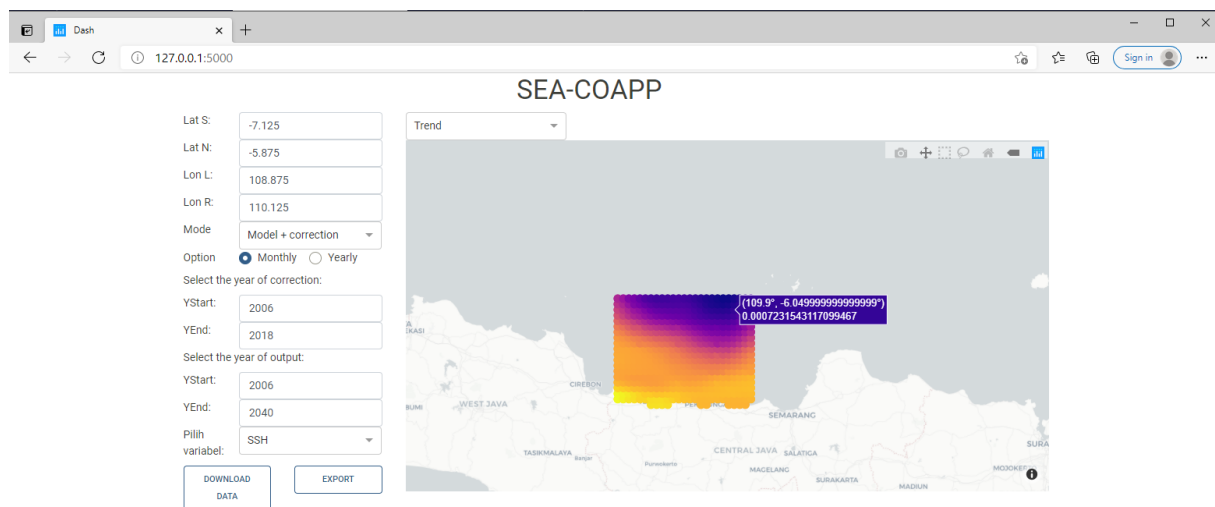 Dash
127.0.0.1:5000
Sign in
SEA-COAPP
Lat S:
-7.125
Lat N:
-5.875
Lon L:
108.875
Lon R:
110.125
Mode
Model + correction
Option
Monthly
Yearly
Select the year of correction:
YStart:
2006
YEnd:
2018
Select the year of output:
YStart:
2006
YEnd:
2040
Pilih
variabel:
SSH
DOWNLOAD
DATA
EXPORT
Trend
(109.9°, -6.049999999999999°)
0.0007231543117099467
CIREBON
WEST JAVA
SEMARANG
TASIKMALAYA
Banjar
Purwokerto
CENTRAL JAVA
SALATIGA
MAGELANG
SURAKARTA
MADIUN